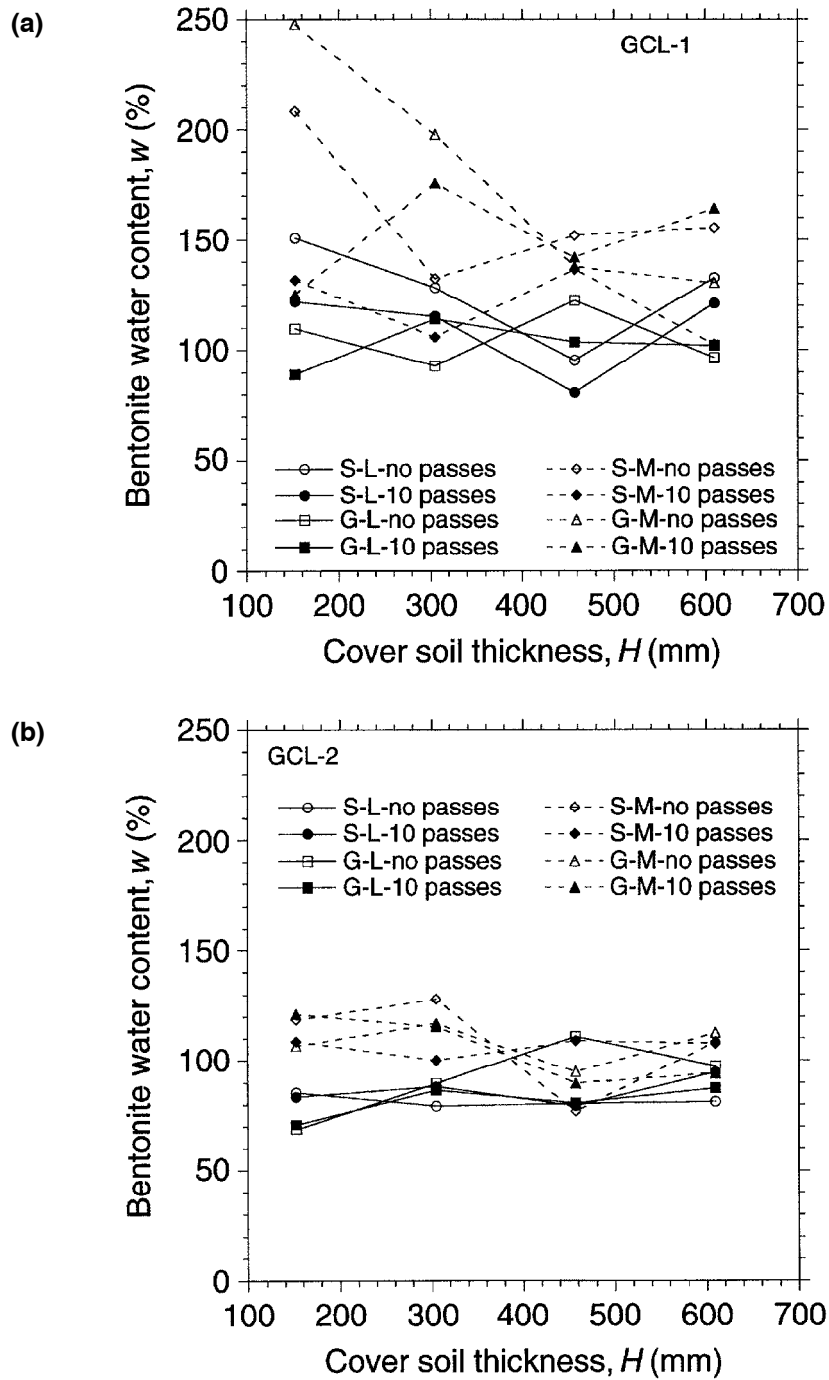 (a)
GCL-1
Bentonite water content, w (%)
250
200
150
100
50
0
S-L-no passes
S-L-10 passes
G-L-no passes
G-L-10 passes
S-M-no passes
S-M-10 passes
G-M-no passes
G-M-10 passes
100 200 300 400 500 600 700
Cover soil thickness, H (mm)
(b)
GCL-2
Bentonite water content, w (%)
250
200
150
100
50
0
S-L-no passes
S-L-10 passes
G-L-no passes
G-L-10 passes
S-M-no passes
S-M-10 passes
G-M-no passes
G-M-10 passes
100 200 300 400 500 600 700
Cover soil thickness, H (mm)